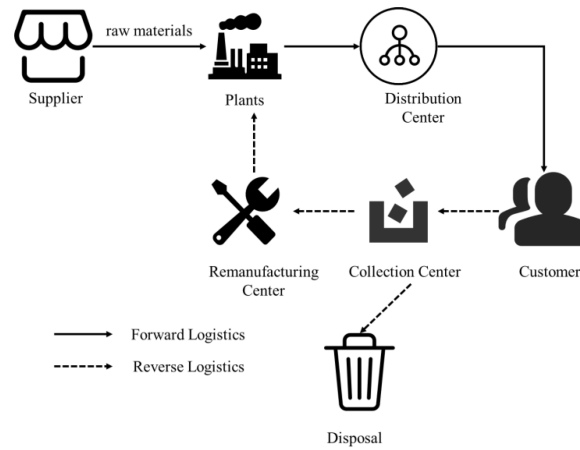 raw materials
Supplier
Plants
Distribution
Center
Remanufacturing
Center
Collection Center
Customer
Forward Logistics
Reverse Logistics
Disposal